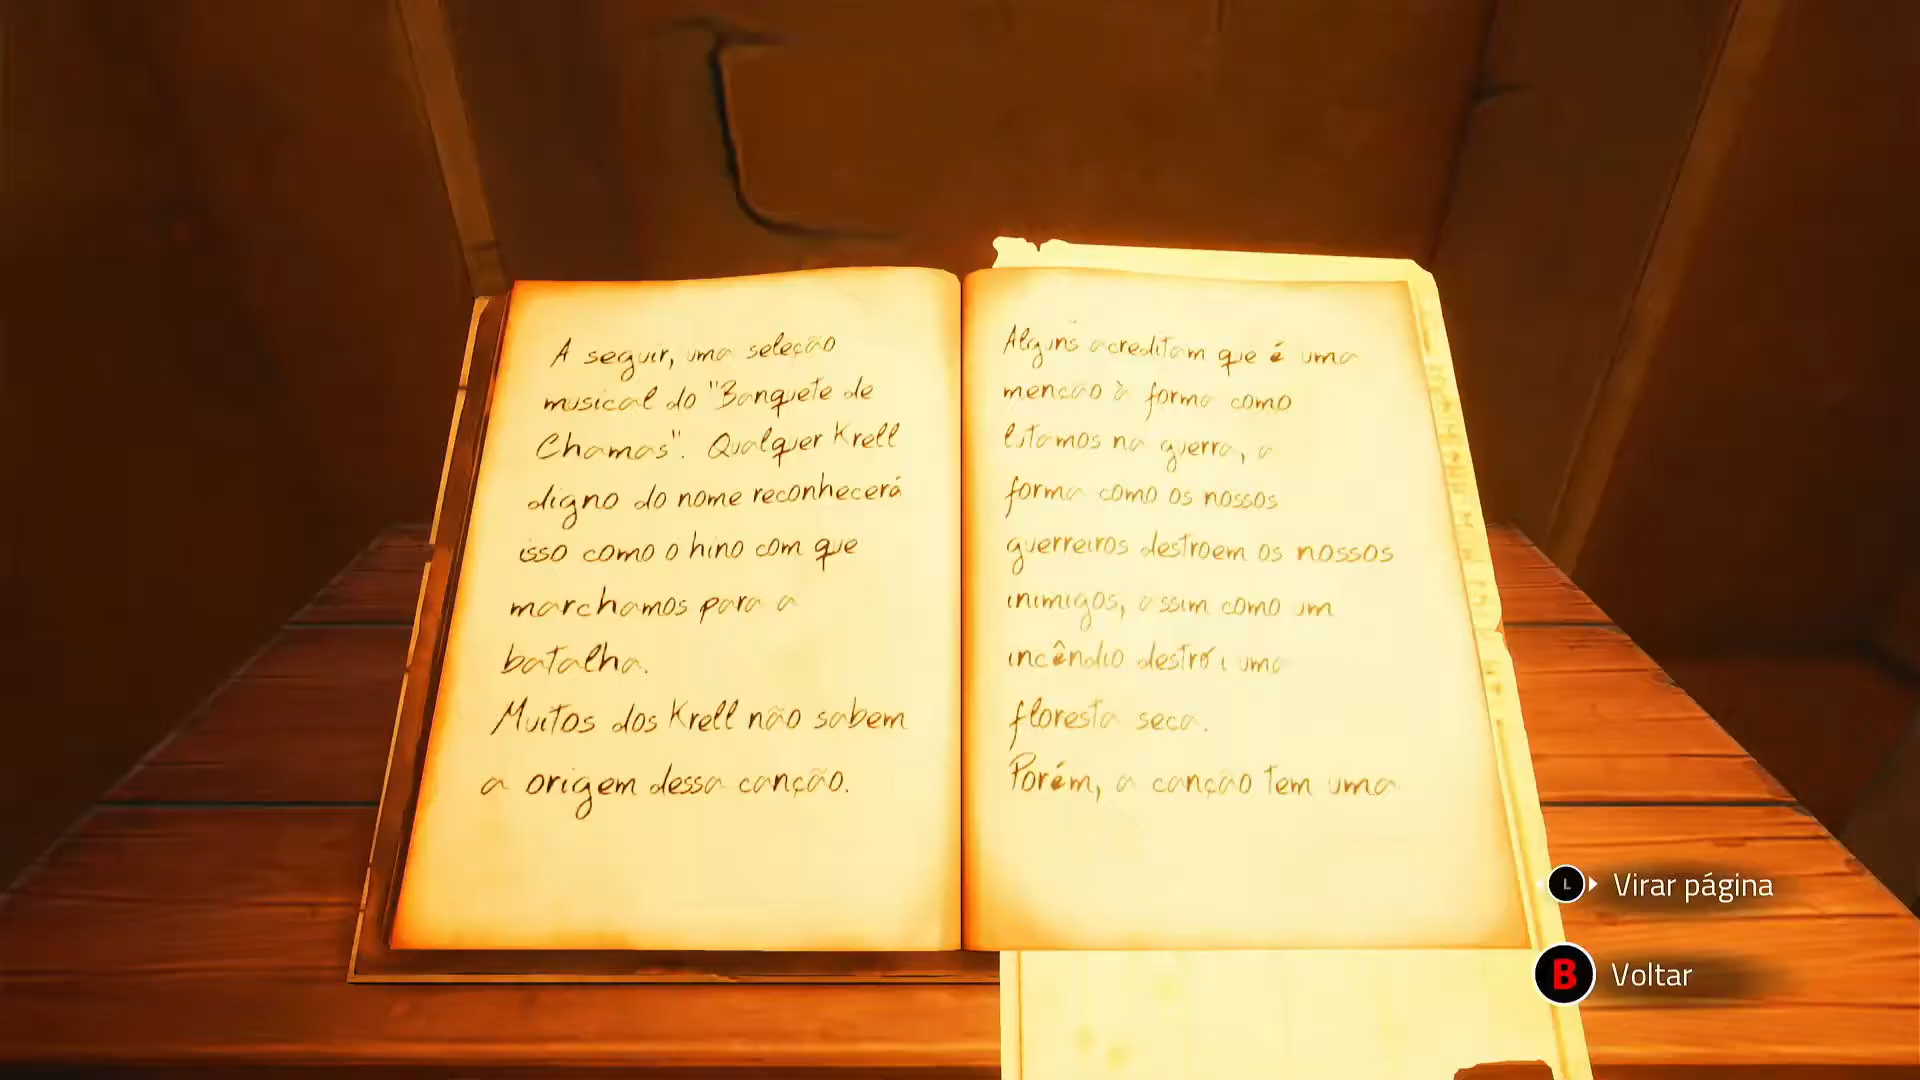 A seguir, uma seleção
musical do "Banquete de
Chamas". Qualquer Krell
digno do nome reconhecerá
isso como o hino com que
marchamos para a
batalha.
Muitos dos Krell não sabem
a origem dessa canção.
Alguns acreditam que é uma
menção à forma como
lutamos na guerra, a
forma como os nossos
guerreiros destroem os nossos
inimigos, assim como um
incêndio destrói uma
floresta seca.
Porém, a canção tem uma
L Virar página
B Voltar